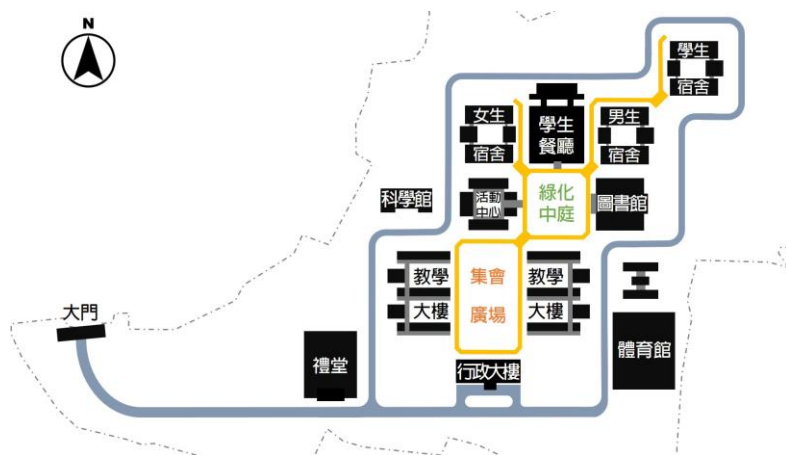 N
學生
宿舍
女生
宿舍
學生
餐廳
男生
宿舍
科學館
活動
中心
綠化
中庭
圖書館
教學
大樓
集會
廣場
教學
大樓
大門
禮堂
行政大樓
體育館